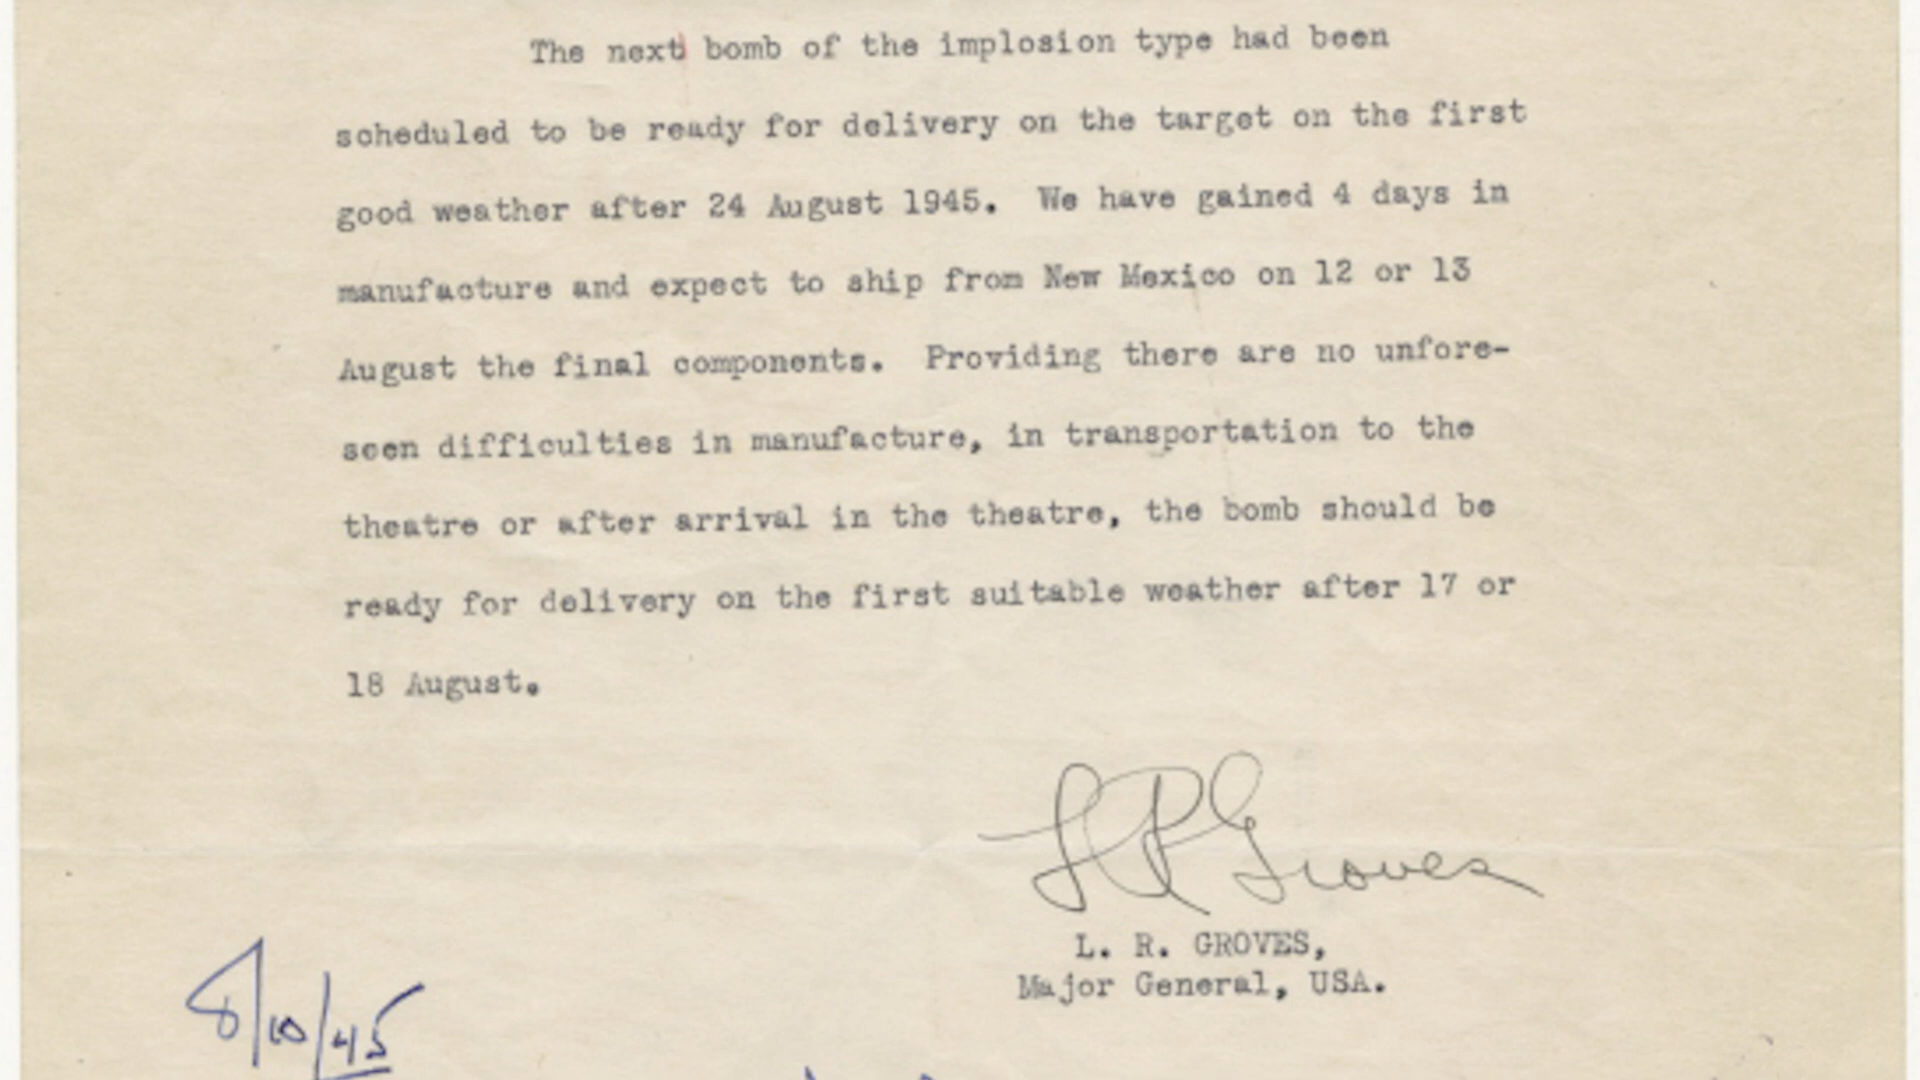 The next bomb of the implosion type had been
scheduled to be ready for delivery on the target on the first
good weather after 24 August 1945. We have gained 4 days in
manufacture and expect to ship from New Mexico on 12 or 13
August the final components. Providing there are no unfore-
seen difficulties in manufacture, in transportation to the
theatre or after arrival in the theatre, the bomb should be
ready for delivery on the first suitable weather after 17 or
18 August.
L R Groves
L. R. GROVES,
Major General, USA.
8/10/45